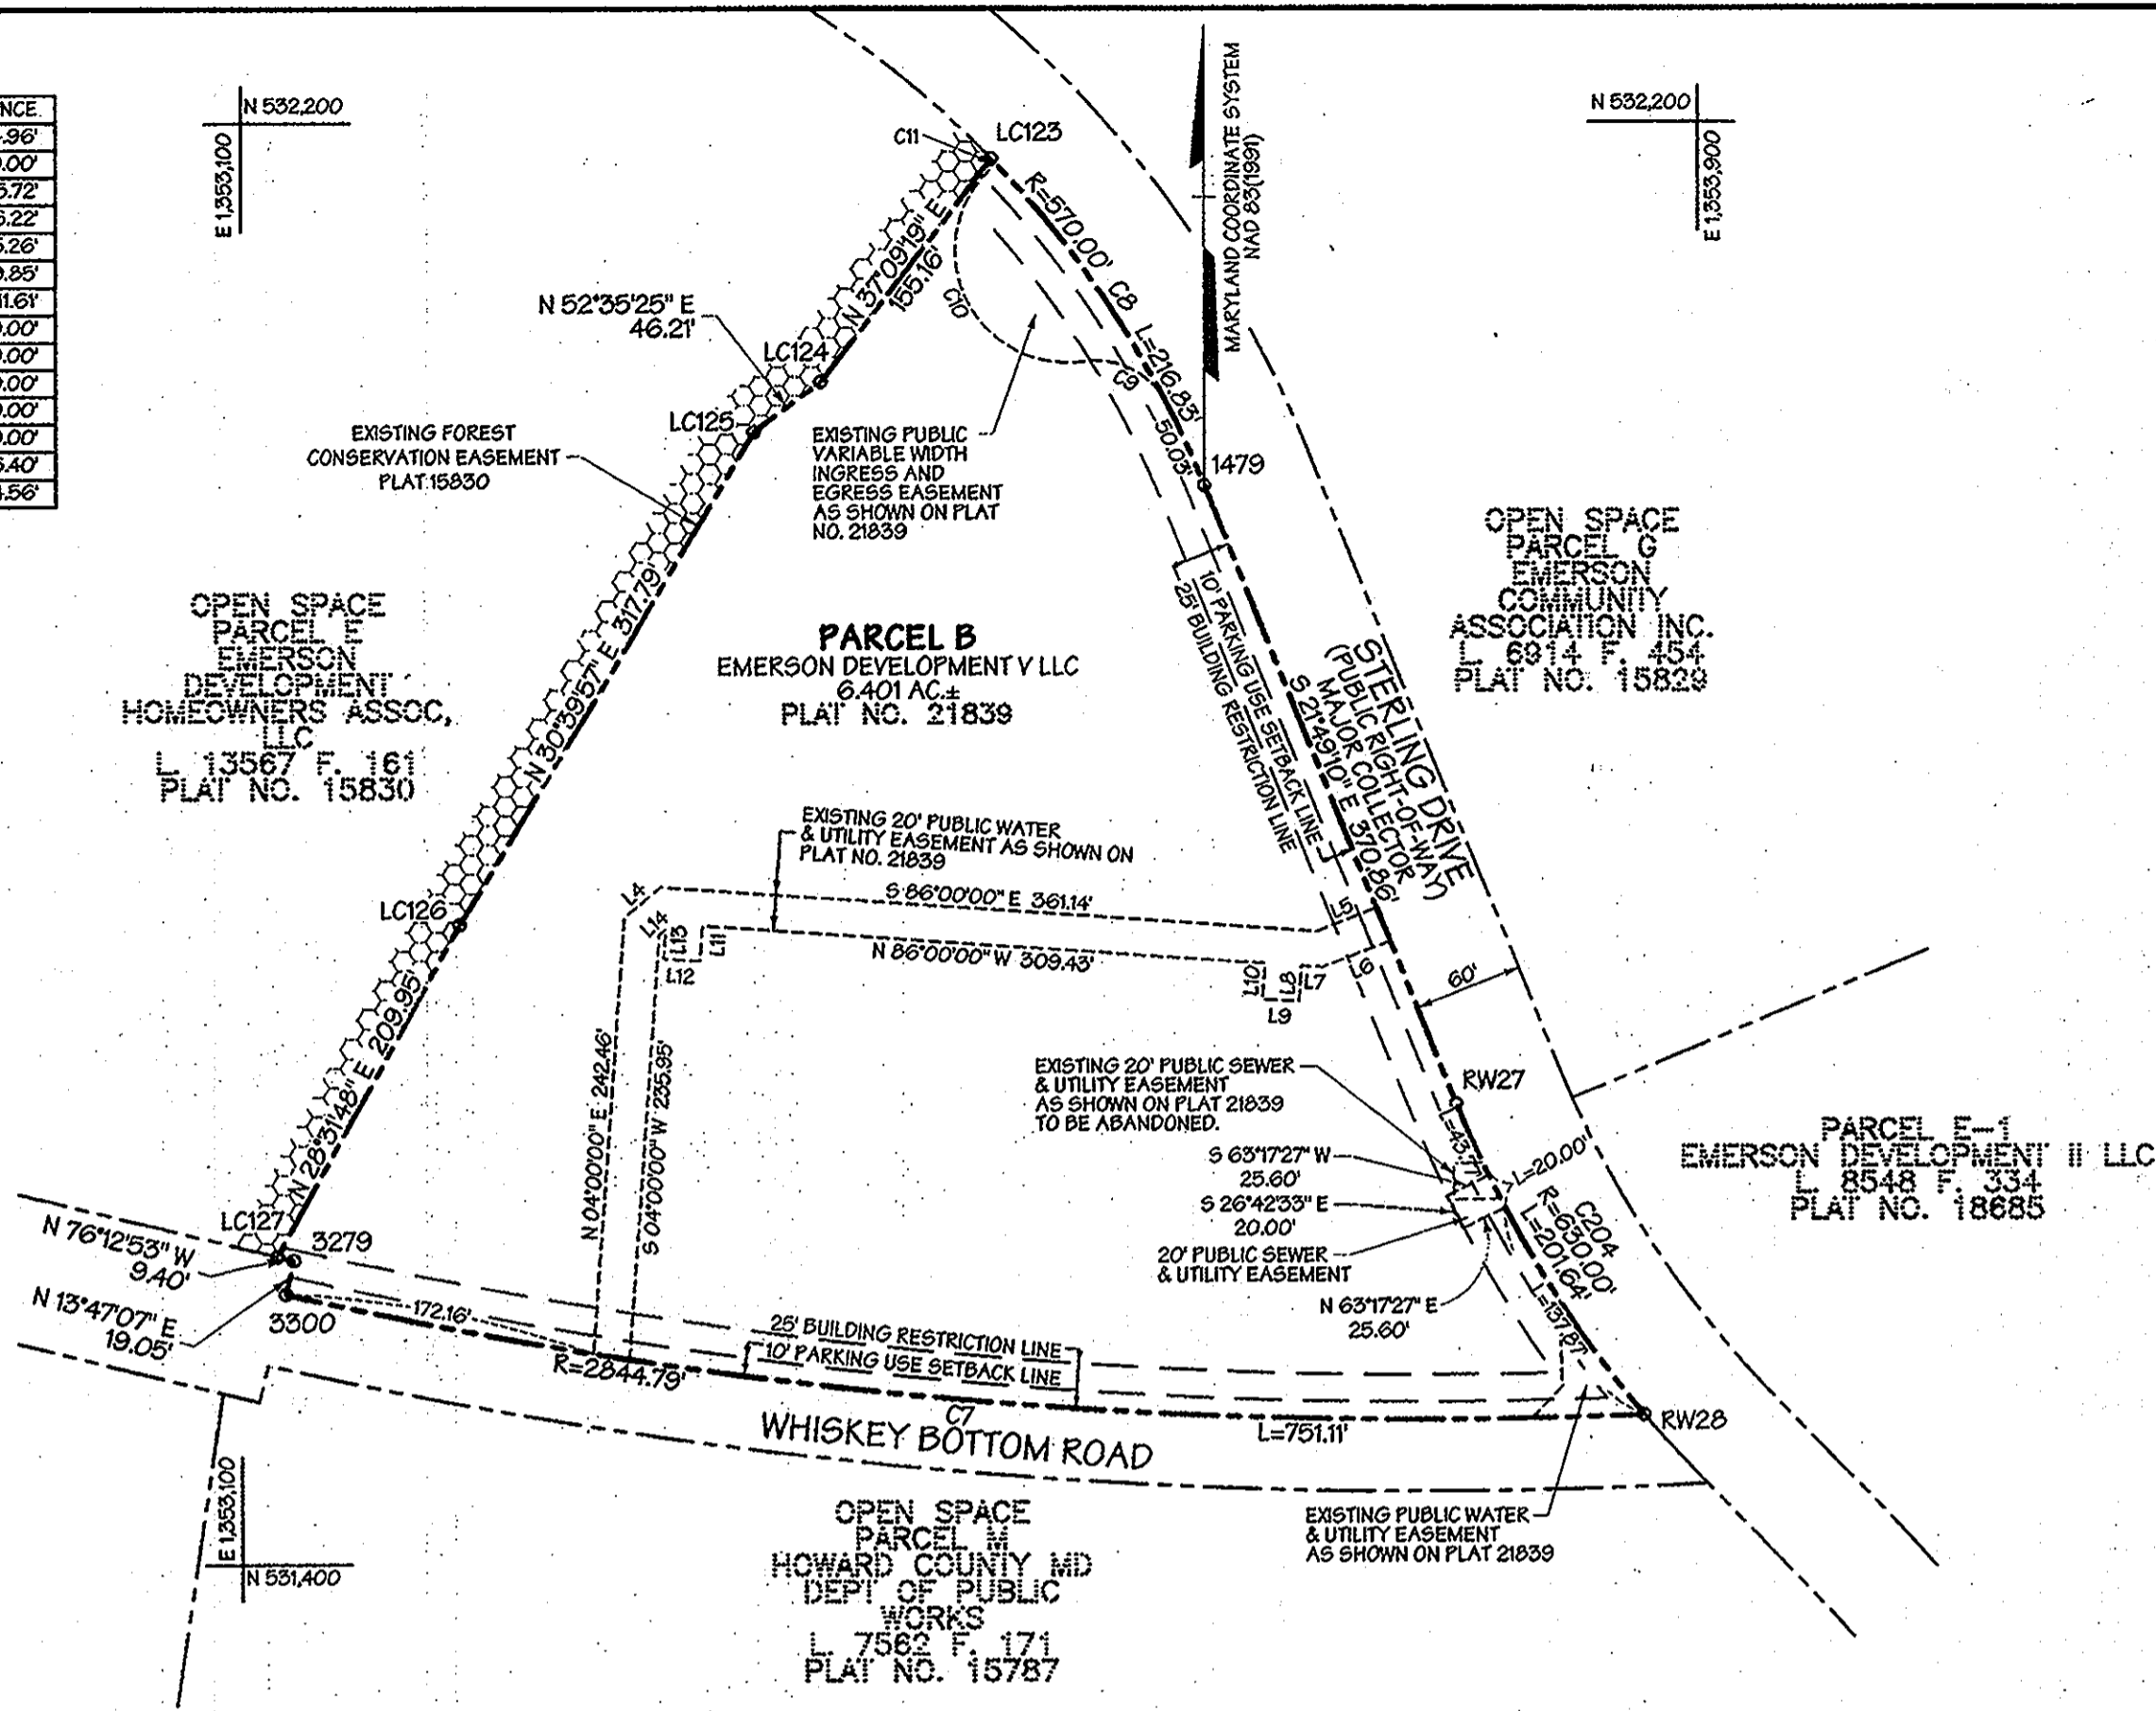 NCE.
.96'
0.00'
5.72'
6.22'
5.26'
9.85'
11.61'
0.00'
0.00'
0.00'
0.00'
0.00'
5.40'
4.56'
N 532,200
E 1,353,100
N 532,200
E 1,353,900
MARYLAND COORDINATE SYSTEM
NAD 83(1991)
C11
LC123
R=570.00' C8 L=216.83'
N 37°09'19" E
155.16'
C10
C9
50.03'
1479
N 52°35'25" E
46.21'
LC124
LC125
EXISTING FOREST
CONSERVATION EASEMENT
PLAT 15830
EXISTING PUBLIC
VARIABLE WIDTH
INGRESS AND
EGRESS EASEMENT
AS SHOWN ON PLAT
NO. 21839
OPEN SPACE
PARCEL G
EMERSON
COMMUNITY
ASSOCIATION INC.
L. 6914 F. 454
PLAT NO. 15829
OPEN SPACE
PARCEL E
EMERSON
DEVELOPMENT
HOMEOWNERS ASSOC,
LLC
L. 13567 F. 161
PLAT NO. 15830
N 30°39'57" E 317.79'
PARCEL B
EMERSON DEVELOPMENT V LLC
6.401 AC.±
PLAT NO. 21839
10' PARKING USE SETBACK LINE
25' BUILDING RESTRICTION LINE
S 21°49'10" E 370.86'
STERLING DRIVE
(PUBLIC RIGHT-OF-WAY)
MAJOR COLLECTOR
EXISTING 20' PUBLIC WATER
& UTILITY EASEMENT AS SHOWN ON
PLAT NO. 21839
S 86°00'00" E 361.14'
L4
L5
LC126
L14
L13
L11
L12
N 86°00'00" W 309.43'
L10
L8
L7
L6
L9
60'
N 28°31'48" E 209.95'
N 04°00'00" E 242.46'
S 04°00'00" W 235.95'
EXISTING 20' PUBLIC SEWER
& UTILITY EASEMENT
AS SHOWN ON PLAT 21839
TO BE ABANDONED.
RW27
L=43.77'
L=20.00'
S 63°17'27" W
25.60'
S 26°42'33" E
20.00'
20' PUBLIC SEWER
& UTILITY EASEMENT
N 63°17'27" E
25.60'
C204
R=630.00'
L=201.64'
L=137.87'
PARCEL E-1
EMERSON DEVELOPMENT II LLC
L. 8548 F. 334
PLAT NO. 18685
LC127
3279
N 76°12'53" W
9.40'
N 13°47'07" E
19.05'
3300
172.16'
R=2844.79'
25' BUILDING RESTRICTION LINE
10' PARKING USE SETBACK LINE
C7
L=751.11'
RW28
WHISKEY BOTTOM ROAD
E 1,353,100
N 531,400
OPEN SPACE
PARCEL M
HOWARD COUNTY MD
DEPT OF PUBLIC
WORKS
L. 7562 F. 171
PLAT NO. 15787
EXISTING PUBLIC WATER
& UTILITY EASEMENT
AS SHOWN ON PLAT 21839